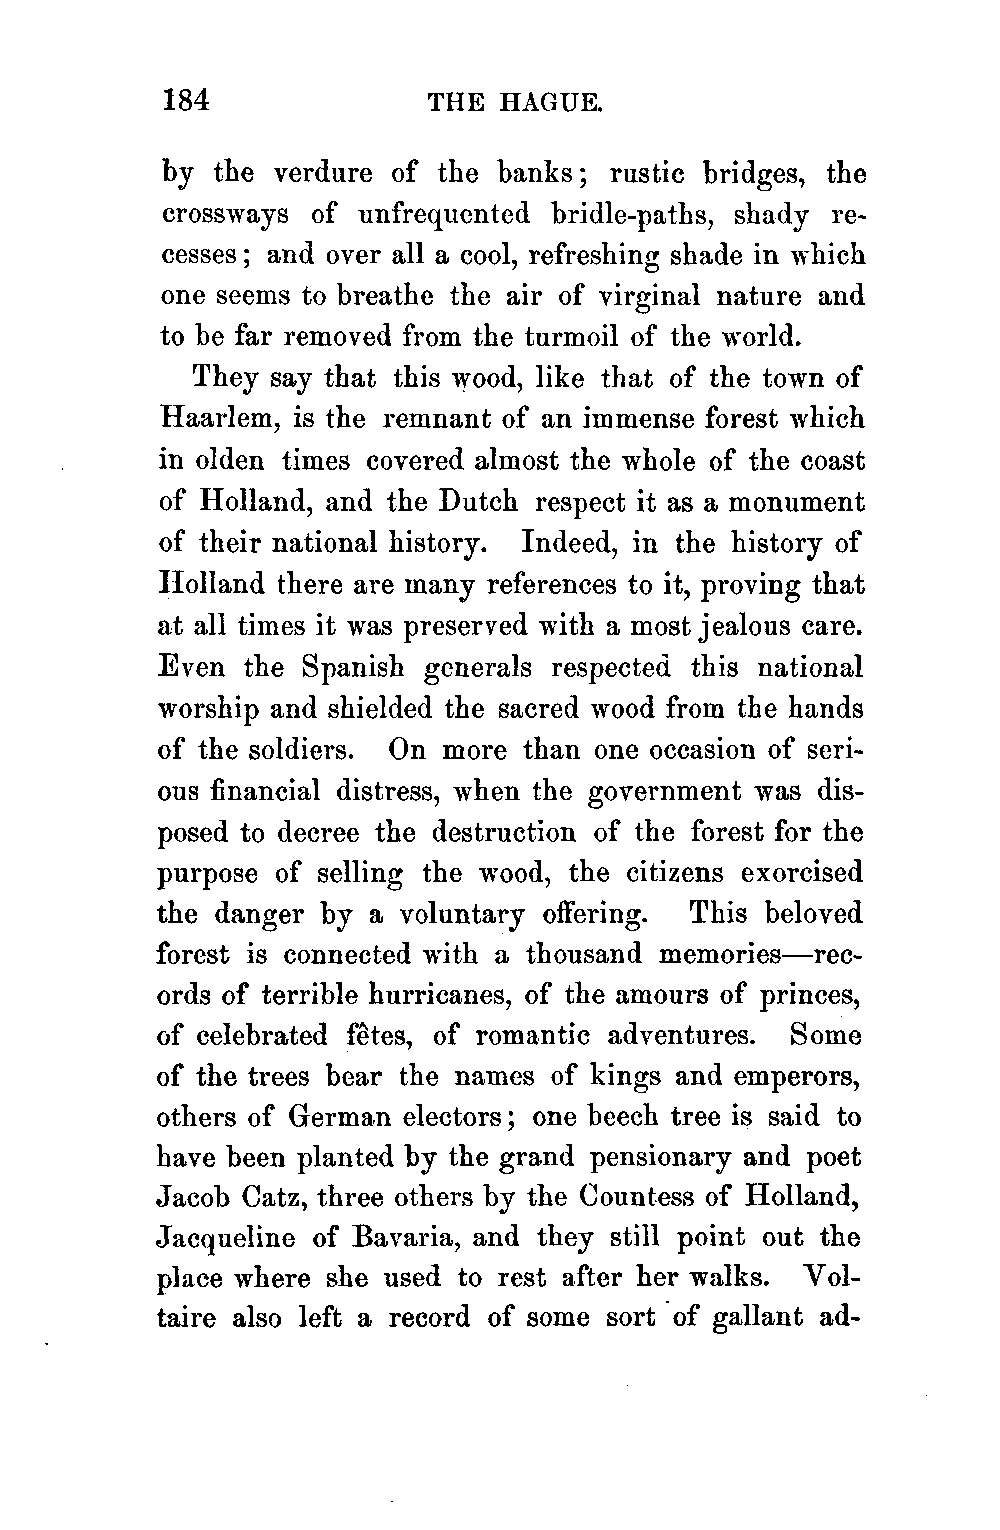 184 THE HAGUE.
by the verdure of the banks; rustic bridges, the
crossways of unfrequented bridle-paths, shady re-
cesses; and over all a cool, refreshing shade in which
one seems to breathe the air of virginal nature and
to be far removed from the turmoil of the world.
They say that this wood, like that of the town of
Haarlem, is the remnant of an immense forest which
in olden times covered almost the whole of the coast
of Holland, and the Dutch respect it as a monument
of their national history. Indeed, in the history of
Holland there are many references to it, proving that
at all times it was preserved with a most jealous care.
Even the Spanish generals respected this national
worship and shielded the sacred wood from the hands
of the soldiers. On more than one occasion of seri-
ous financial distress, when the government was dis-
posed to decree the destruction of the forest for the
purpose of selling the wood, the citizens exorcised
the danger by a voluntary offering. This beloved
forest is connected with a thousand memories—rec-
ords of terrible hurricanes, of the amours of princes,
of celebrated fêtes, of romantic adventures. Some
of the trees bear the names of kings and emperors,
others of German electors; one beech tree is said to
have been planted by the grand pensionary and poet
Jacob Catz, three others by the Countess of Holland,
Jacqueline of Bavaria, and they still point out the
place where she used to rest after her walks. Vol-
taire also left a record of some sort of gallant ad-